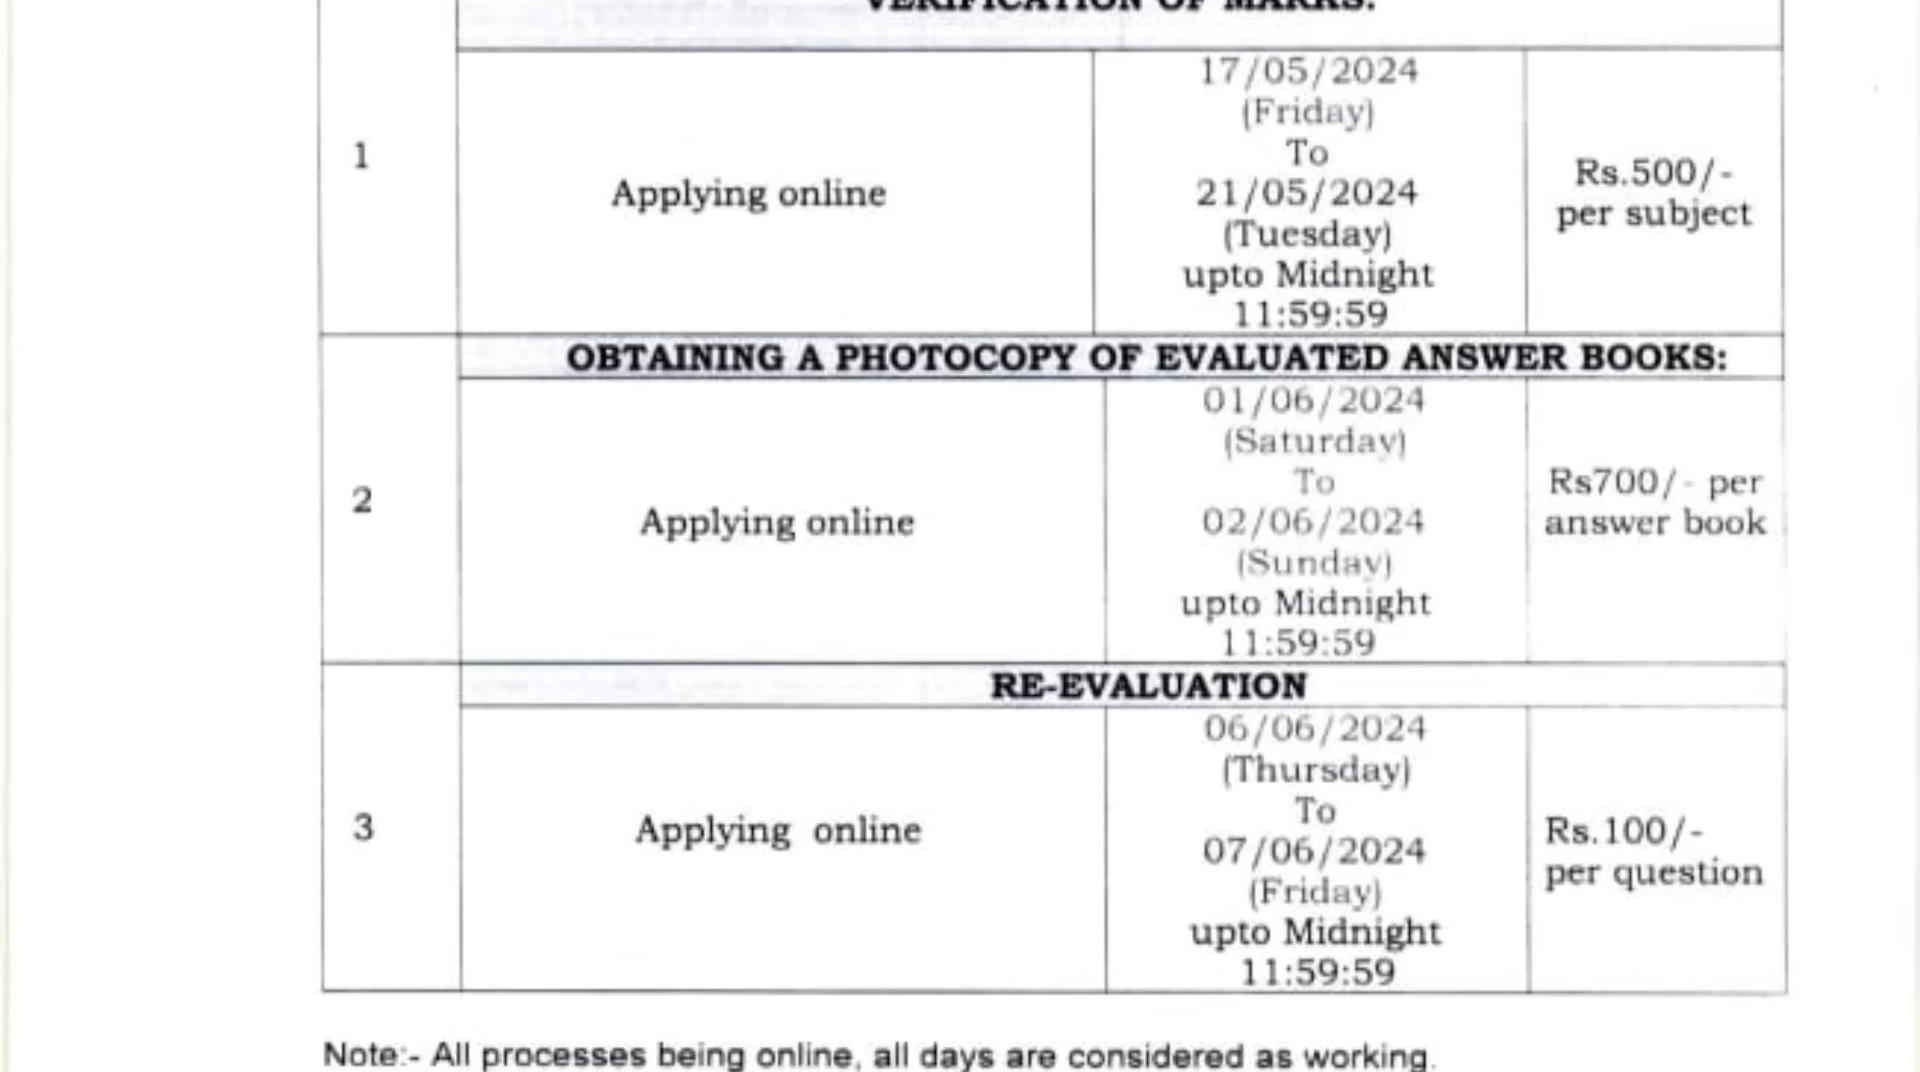 VERIFICATION OF MARKS:
1
Applying online
17/05/2024
(Friday)
To
21/05/2024
(Tuesday)
upto Midnight
11:59:59
Rs.500/-
per subject
OBTAINING A PHOTOCOPY OF EVALUATED ANSWER BOOKS:
2
Applying online
01/06/2024
(Saturday)
To
02/06/2024
(Sunday)
upto Midnight
11:59:59
Rs700/- per
answer book
RE-EVALUATION
3
Applying online
06/06/2024
(Thursday)
To
07/06/2024
(Friday)
upto Midnight
11:59:59
Rs.100/-
per question
Note:- All processes being online, all days are considered as working.